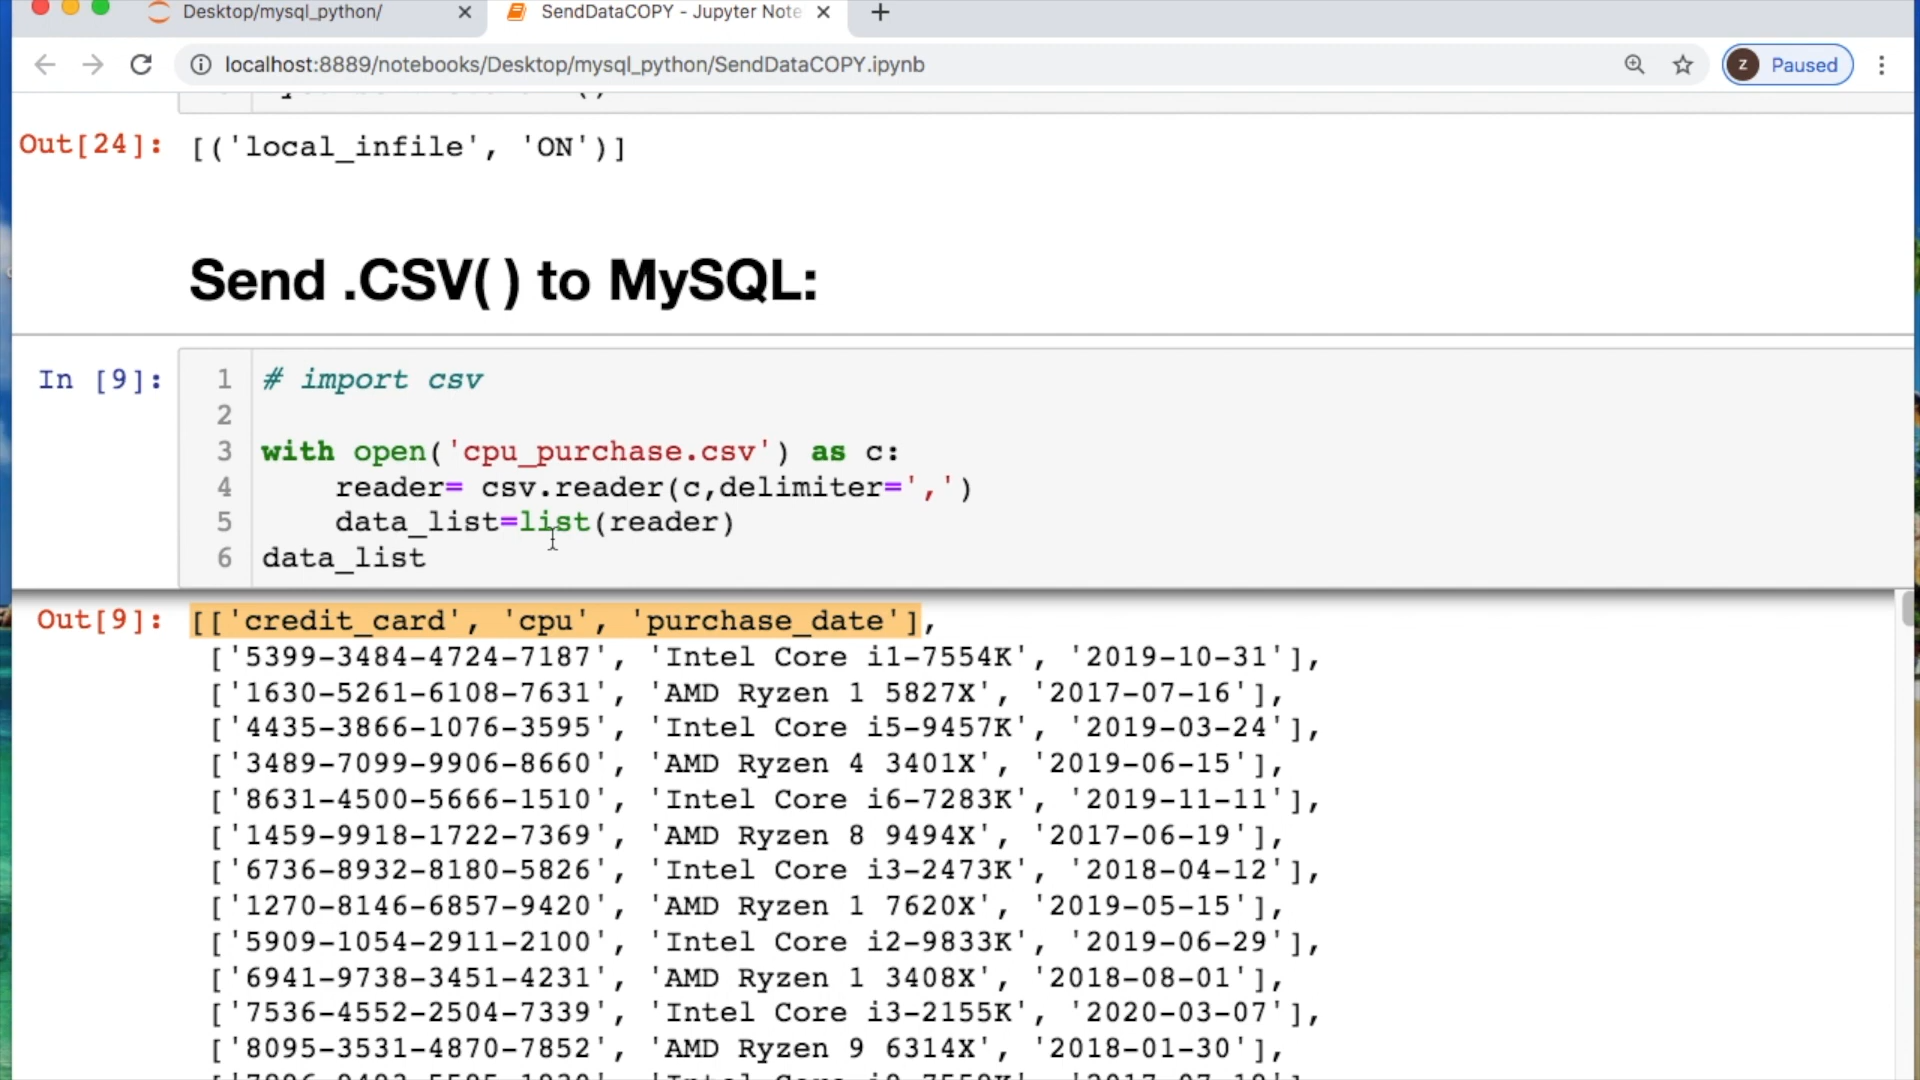 Desktop/mysql_python/
SendDataCOPY - Jupyter Note
localhost:8889/notebooks/Desktop/mysql_python/SendDataCOPY.ipynb
z Paused
Out[24]: [('local_infile', 'ON')]
Send .CSV( ) to MySQL:
In [9]:
1 # import csv
2
3 with open('cpu_purchase.csv') as c:
4     reader= csv.reader(c,delimiter=',')
5     data_list=list(reader)
6 data_list
Out[9]: [['credit_card', 'cpu', 'purchase_date'],
['5399-3484-4724-7187', 'Intel Core i1-7554K', '2019-10-31'],
['1630-5261-6108-7631', 'AMD Ryzen 1 5827X', '2017-07-16'],
['4435-3866-1076-3595', 'Intel Core i5-9457K', '2019-03-24'],
['3489-7099-9906-8660', 'AMD Ryzen 4 3401X', '2019-06-15'],
['8631-4500-5666-1510', 'Intel Core i6-7283K', '2019-11-11'],
['1459-9918-1722-7369', 'AMD Ryzen 8 9494X', '2017-06-19'],
['6736-8932-8180-5826', 'Intel Core i3-2473K', '2018-04-12'],
['1270-8146-6857-9420', 'AMD Ryzen 1 7620X', '2019-05-15'],
['5909-1054-2911-2100', 'Intel Core i2-9833K', '2019-06-29'],
['6941-9738-3451-4231', 'AMD Ryzen 1 3408X', '2018-08-01'],
['7536-4552-2504-7339', 'Intel Core i3-2155K', '2020-03-07'],
['8095-3531-4870-7852', 'AMD Ryzen 9 6314X', '2018-01-30'],